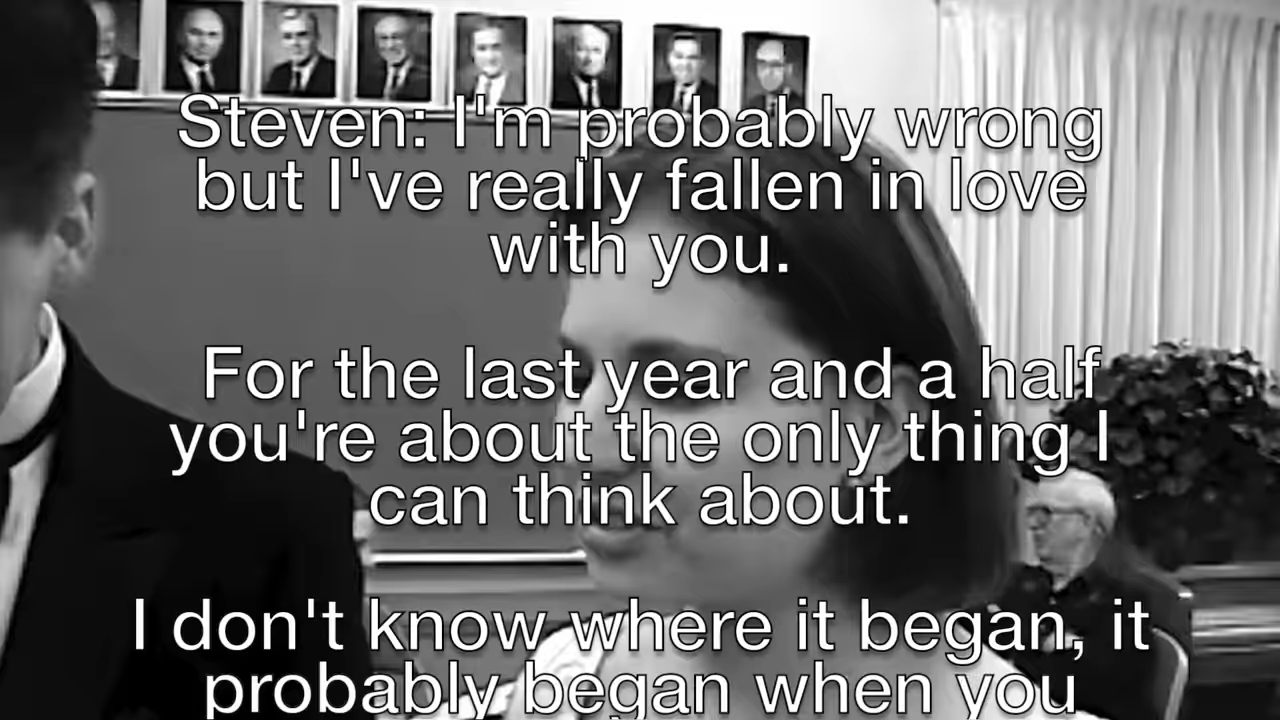 Steven: I'm probably wrong
but I've really fallen in love
with you.
For the last year and a half
you're about the only thing I
can think about.
I don't know where it began, it
probably began when you